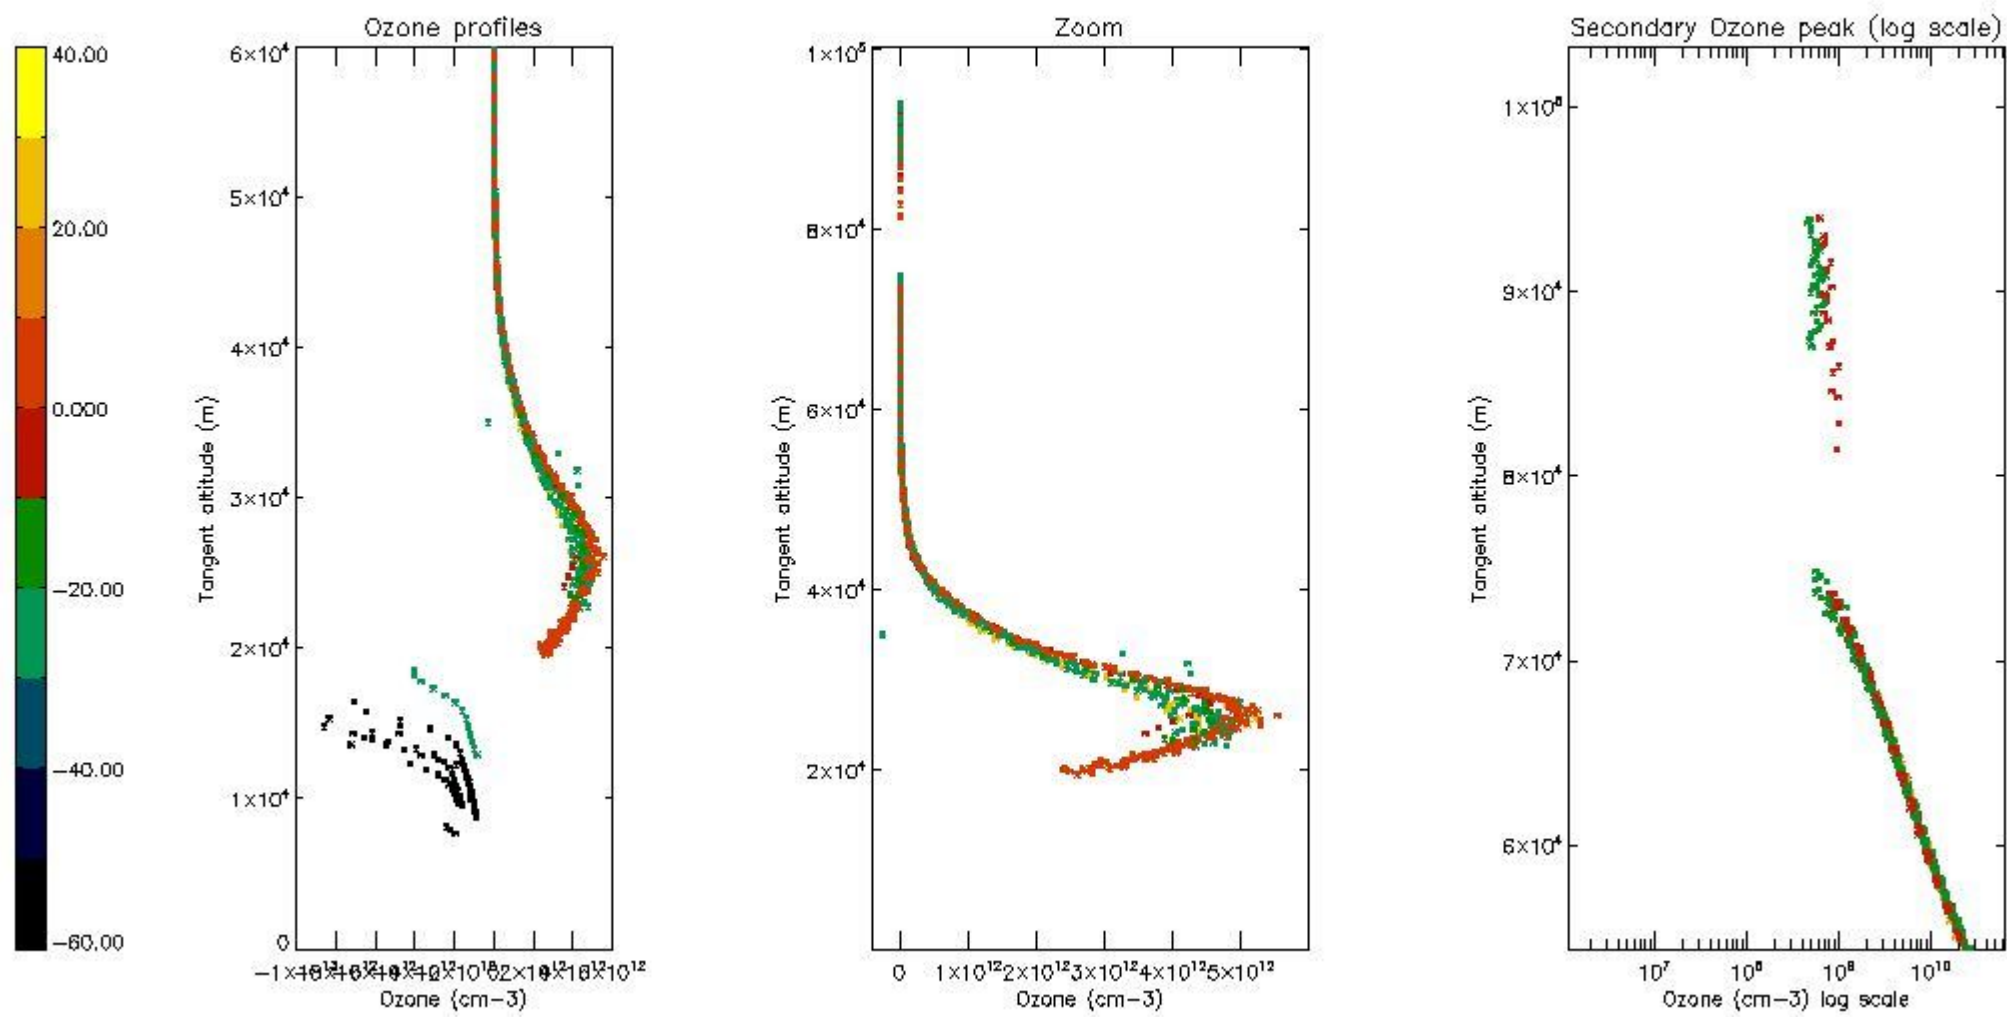 Ozone profiles
Zoom
Secondary Ozone peak (log scale)
40.00
20.00
0.000
−20.00
−40.00
−60.00
6×10⁴
5×10⁴
4×10⁴
3×10⁴
2×10⁴
1×10⁴
0
Tangent altitude (m)
Ozone (cm−3)
1×10⁵
8×10⁴
6×10⁴
4×10⁴
2×10⁴
Tangent altitude (m)
0 1×10¹² 2×10¹² 3×10¹² 4×10¹² 5×10¹²
Ozone (cm−3)
9×10⁴
8×10⁴
7×10⁴
6×10⁴
Tangent altitude (m)
10⁷ 10⁸ 10⁹ 10¹⁰
Ozone (cm−3) log scale